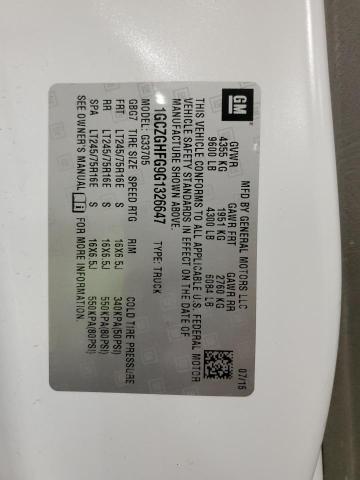 GM
MFD BY GENERAL MOTORS LLC 07/15
GVWR GAWR FRT GAWR RR
4355 KG 1951 KG 2760 KG
9600 LB 4300 LB 6084 LB
THIS VEHICLE CONFORMS TO ALL APPLICABLE U.S. FEDERAL MOTOR
VEHICLE SAFETY STANDARDS IN EFFECT ON THE DATE OF
MANUFACTURE SHOWN ABOVE.
1GCZGHFG9G1326647 TYPE: TRUCK
MODEL: G33705
GBG7 TIRE SIZE SPEED RTG RIM COLD TIRE PRESSURE
FRT LT245/75R16E S 16X6.5J 340KPA(50PSI)
RR LT245/75R16E S 16X6.5J 550KPA(80PSI)
SPA LT245/75R16E S 16X6.5J 550KPA(80PSI)
SEE OWNER'S MANUAL FOR MORE INFORMATION.